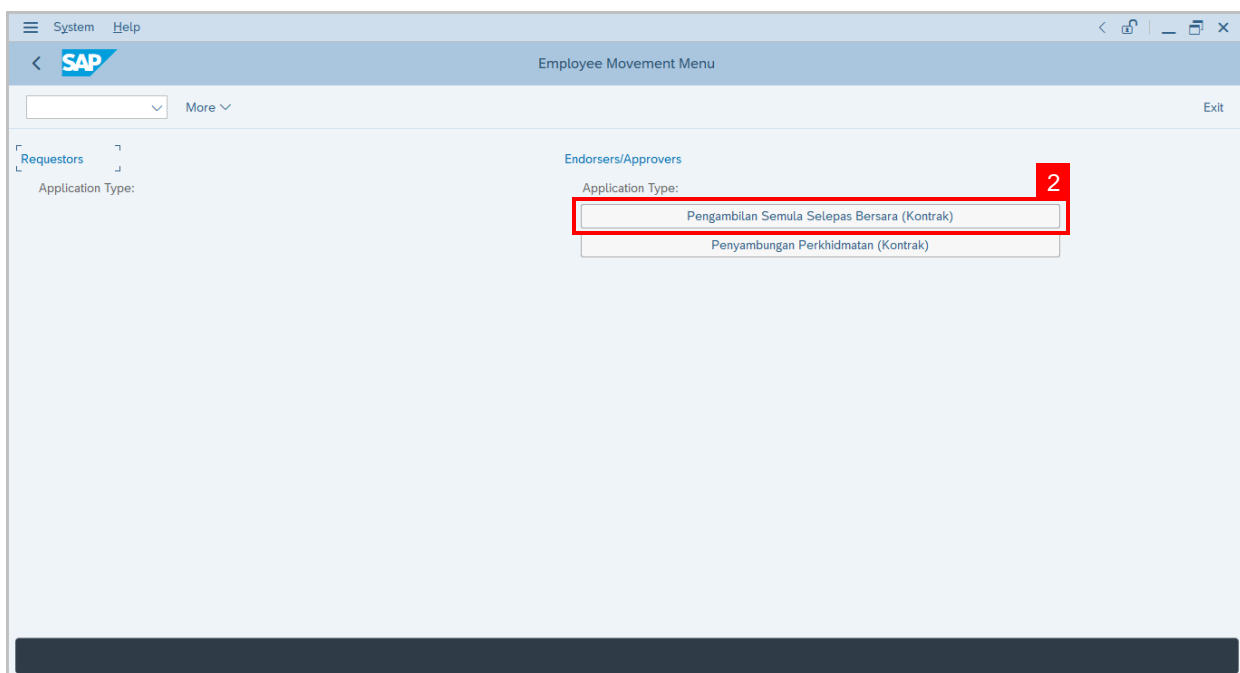 System Help
SAP
Employee Movement Menu
More
Exit
Requestors
Application Type:
Endorsers/Approvers
Application Type:
2
Pengambilan Semula Selepas Bersara (Kontrak)
Penyambungan Perkhidmatan (Kontrak)